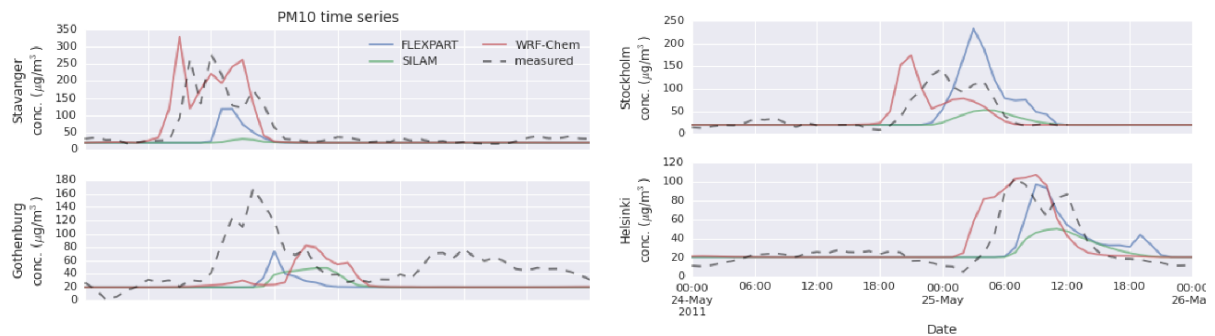 PM10 time series
Stavanger
conc. (μg/m³)
350
300
250
200
150
100
50
0
FLEXPART
SILAM
WRF-Chem
measured
Gothenburg
conc. (μg/m³)
180
160
140
120
100
80
60
40
20
0
Stockholm
conc. (μg/m³)
250
200
150
100
50
0
Helsinki
conc. (μg/m³)
120
100
80
60
40
20
0
00:00 06:00 12:00 18:00 00:00 06:00 12:00 18:00 00:00
24-May 25-May 26-Ma
2011
Date